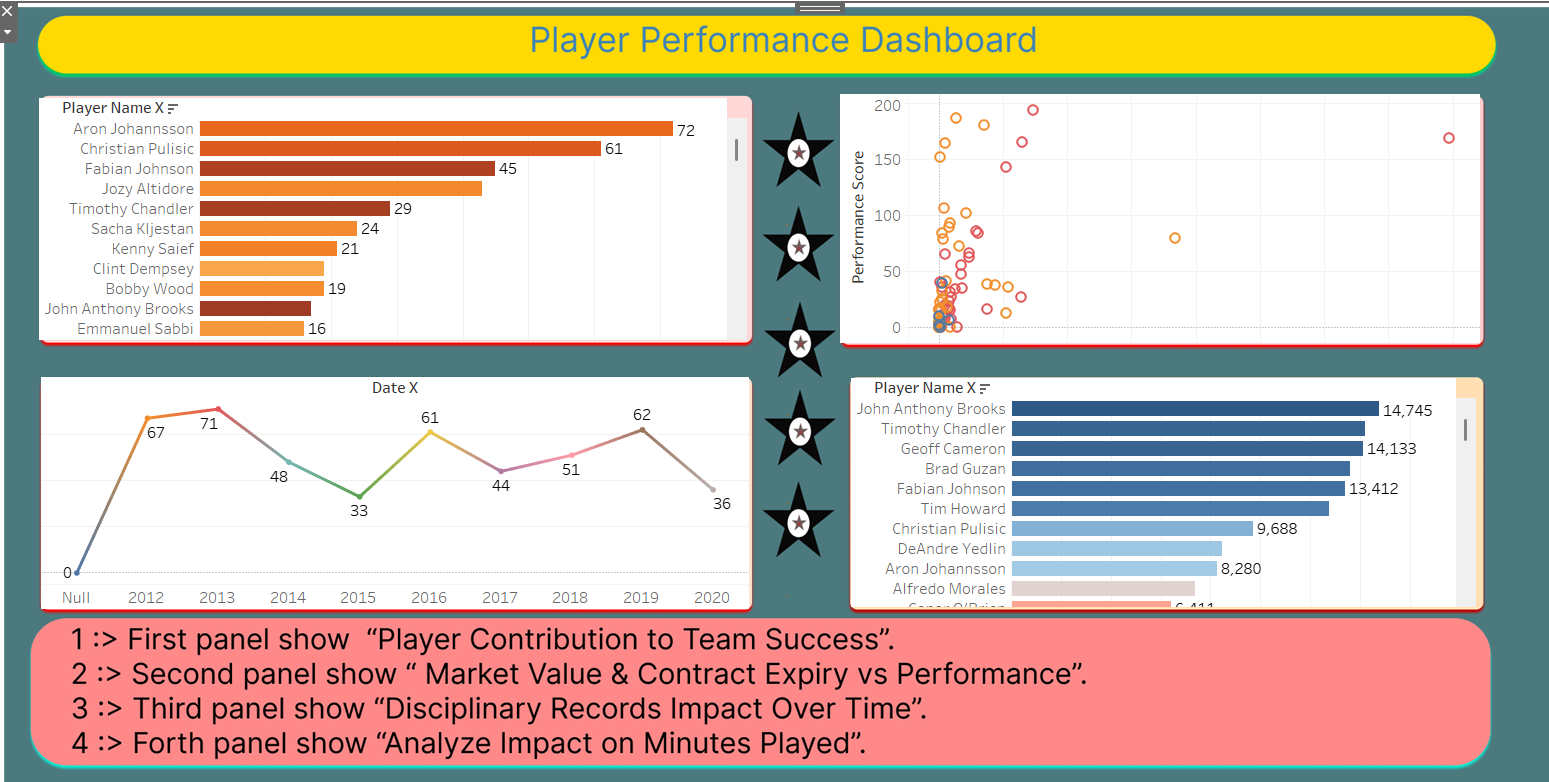 Player Performance Dashboard
Player Name X
Aron Johannsson 72
Christian Pulisic 61
Fabian Johnson 45
Jozy Altidore
Timothy Chandler 29
Sacha Kljestan 24
Kenny Saief 21
Clint Dempsey
Bobby Wood 19
John Anthony Brooks
Emmanuel Sabbi 16
Performance Score
200
150
100
50
0
Date X
0 67 71 48 33 61 44 51 62 36
Null 2012 2013 2014 2015 2016 2017 2018 2019 2020
Player Name X
John Anthony Brooks 14,745
Timothy Chandler
Geoff Cameron 14,133
Brad Guzan
Fabian Johnson 13,412
Tim Howard
Christian Pulisic 9,688
DeAndre Yedlin
Aron Johannsson 8,280
Alfredo Morales
1 :> First panel show “Player Contribution to Team Success”.
2 :> Second panel show “ Market Value & Contract Expiry vs Performance”.
3 :> Third panel show “Disciplinary Records Impact Over Time”.
4 :> Forth panel show “Analyze Impact on Minutes Played”.